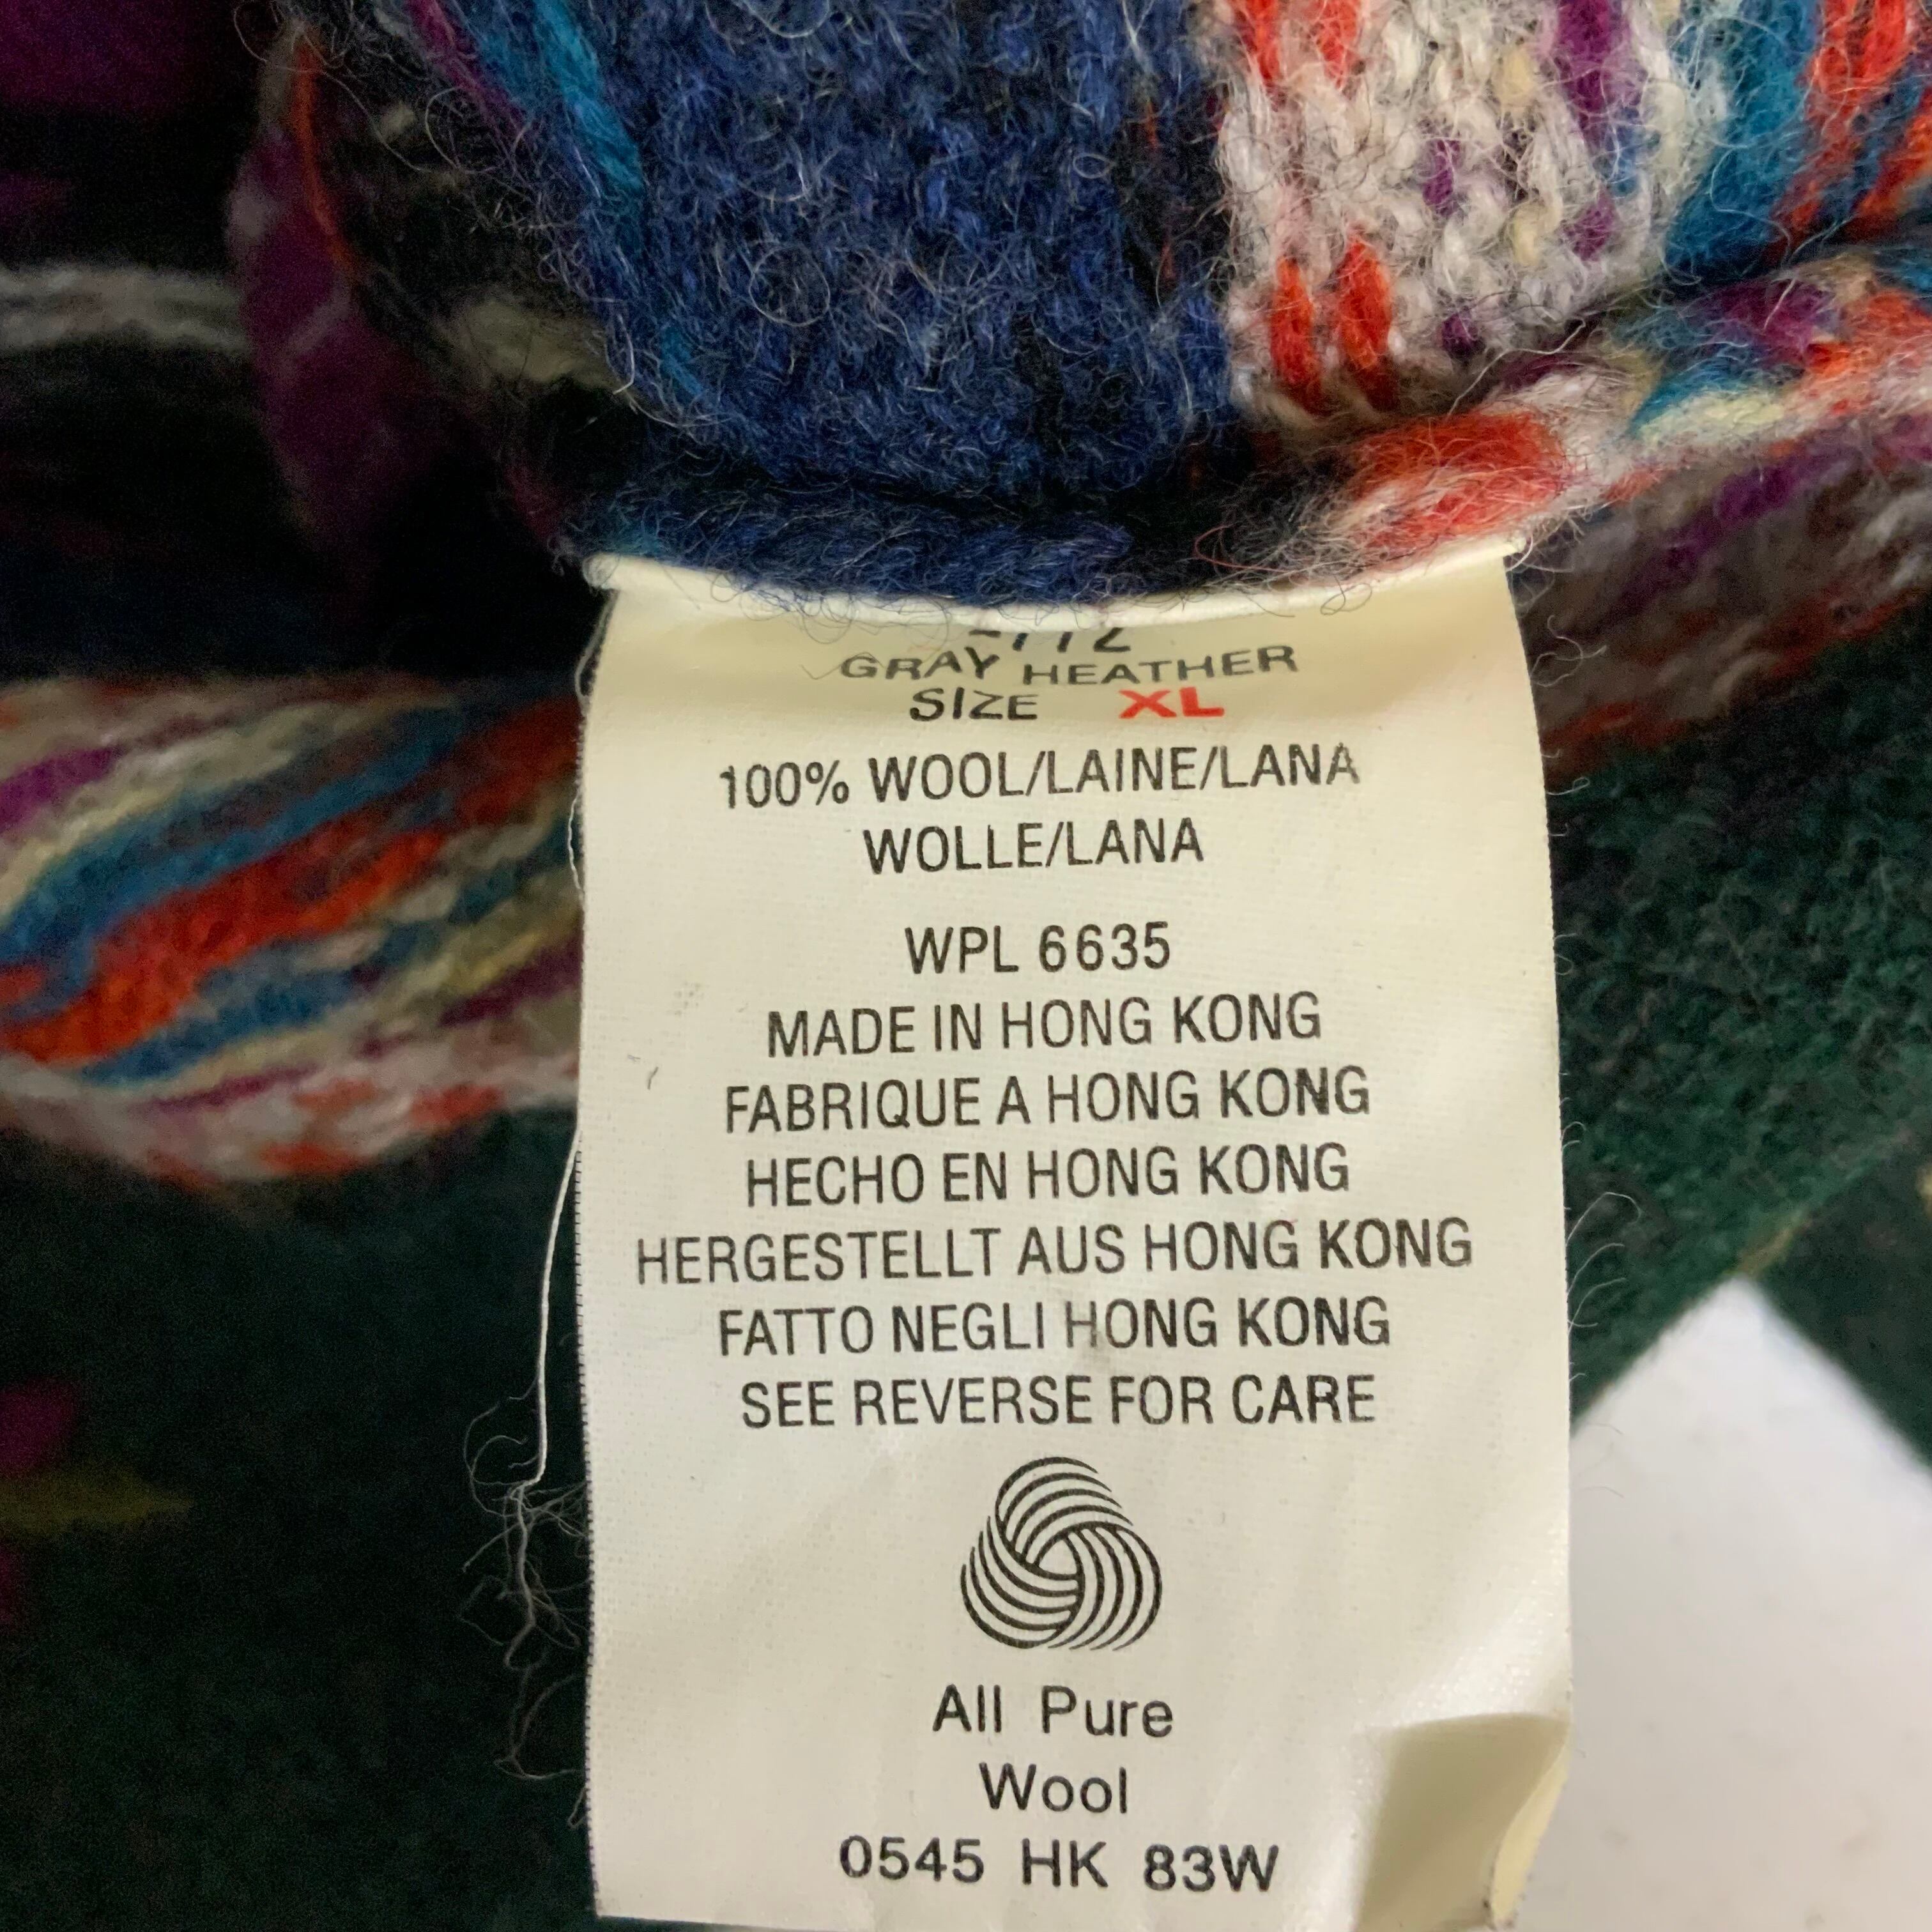 GRAY HEATHER
SIZE XL
100% WOOL/LAINE/LANA
WOLLE/LANA
WPL 6635
MADE IN HONG KONG
FABRIQUE A HONG KONG
HECHO EN HONG KONG
HERGESTELLT AUS HONG KONG
FATTO NEGLI HONG KONG
SEE REVERSE FOR CARE
All Pure
Wool
0545 HK 83W